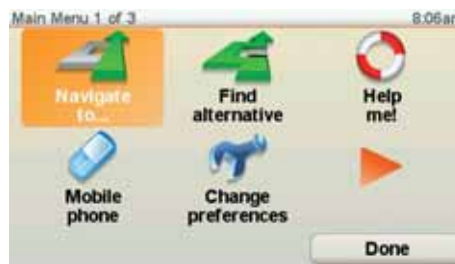 Main Menu 1 of 3 8:06am
Navigate to...
Find alternative
Help me!
Mobile phone
Change preferences
Done